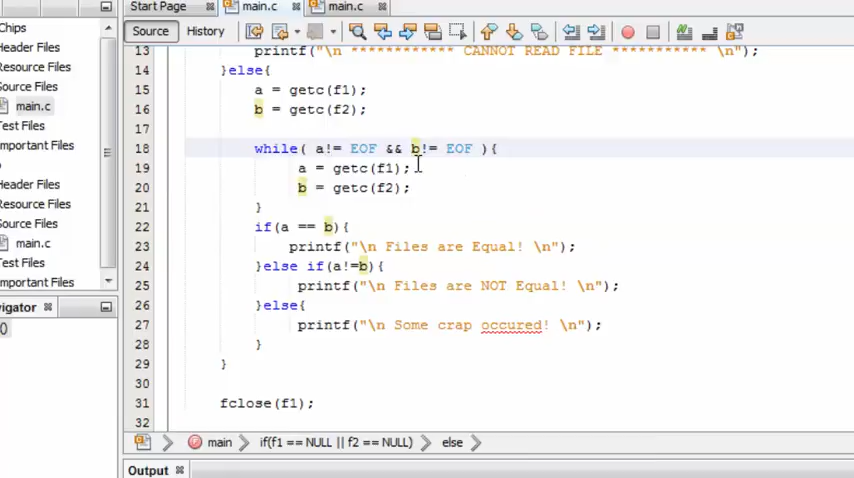 Start Page main.c main.c
Source History
Chips
Header Files
Resource Files
Source Files
main.c
Test Files
mportant Files
Header Files
Resource Files
Source Files
main.c
Test Files
mportant Files
vigator
()
13 printf("\n ************ CANNOT READ FILE *********** \n");
14 }else{
15 a = getc(f1);
16 b = getc(f2);
17
18 while( a!= EOF && b!= EOF ){
19 a = getc(f1);
20 b = getc(f2);
21 }
22 if(a == b){
23 printf("\n Files are Equal! \n");
24 }else if(a!=b){
25 printf("\n Files are NOT Equal! \n");
26 }else{
27 printf("\n Some crap occured! \n");
28 }
29 }
30
31 fclose(f1);
32
main if(f1 == NULL || f2 == NULL) else
Output